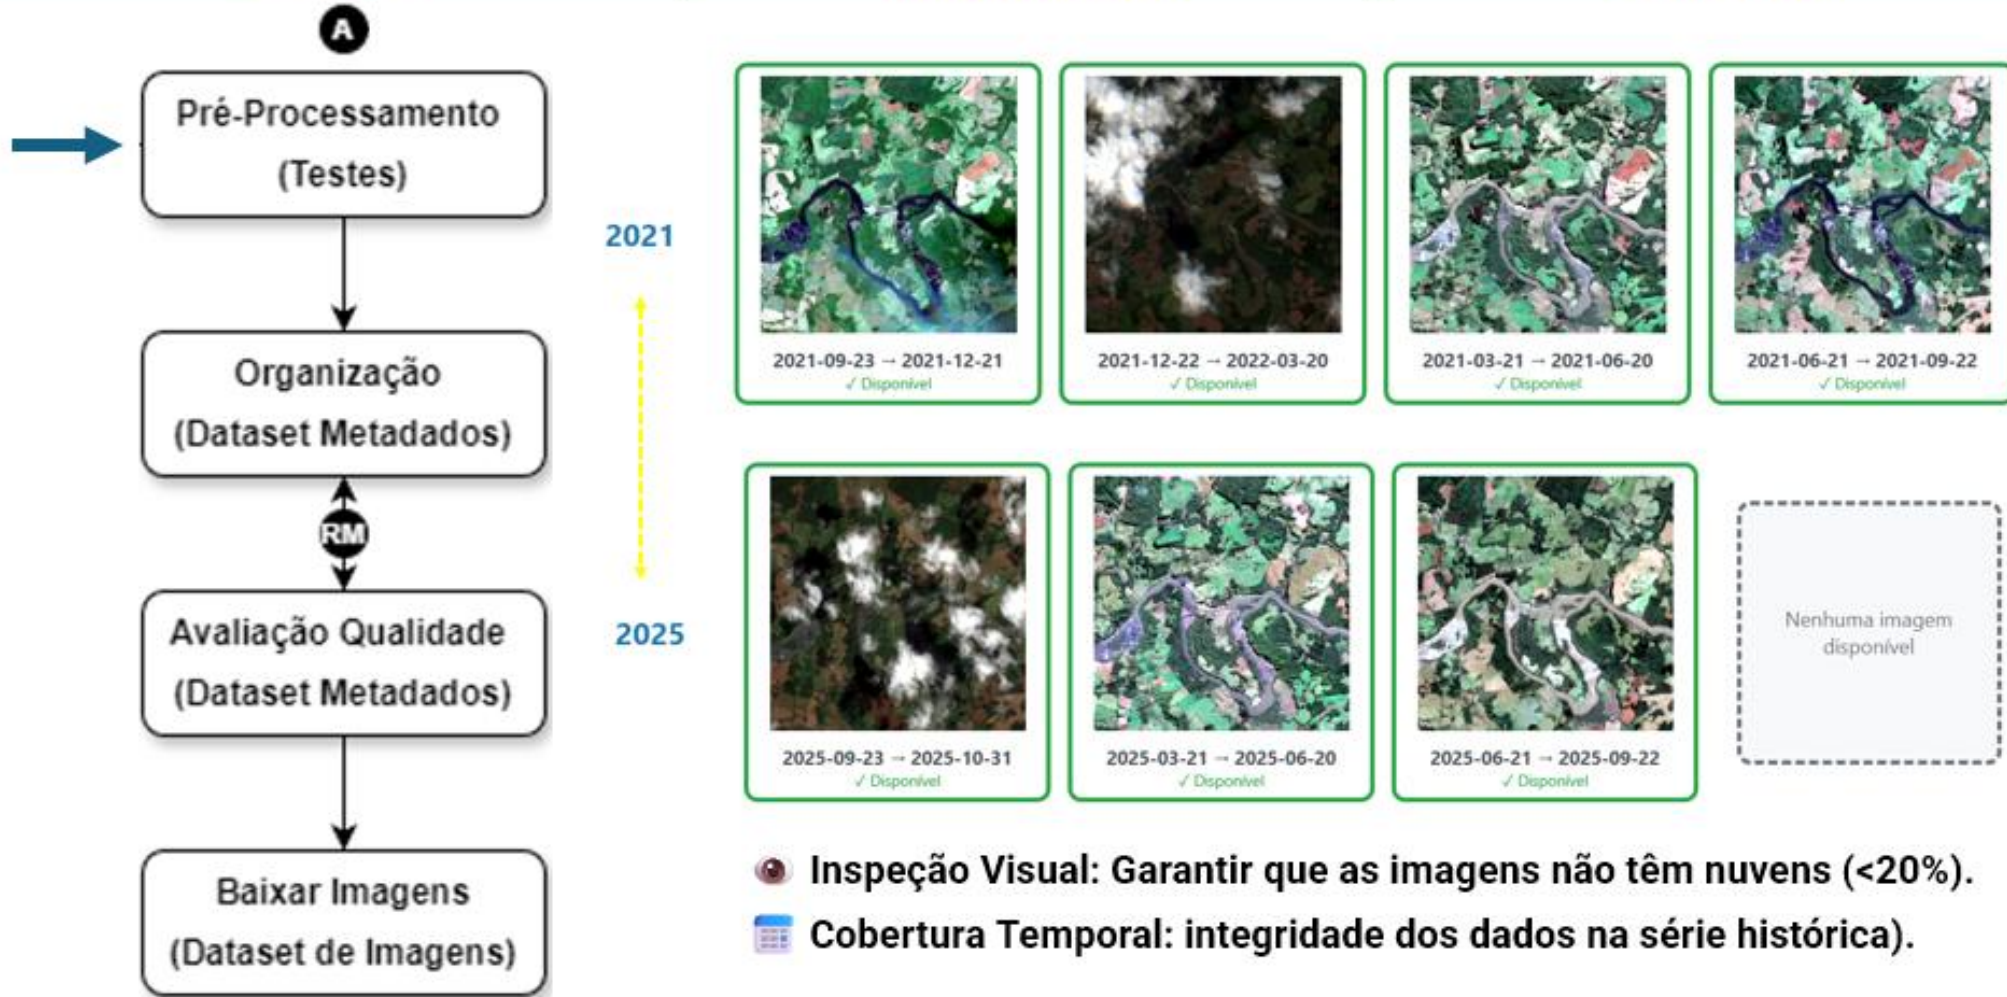 A
Pré-Processamento
(Testes)
Organização
(Dataset Metadados)
RM
Avaliação Qualidade
(Dataset Metadados)
Baixar Imagens
(Dataset de Imagens)
2021
2025
2021-09-23 → 2021-12-21
✓ Disponível
2021-12-22 → 2022-03-20
✓ Disponível
2021-03-21 → 2021-06-20
✓ Disponível
2021-06-21 → 2021-09-22
✓ Disponível
2025-09-23 → 2025-10-31
✓ Disponível
2025-03-21 → 2025-06-20
✓ Disponível
2025-06-21 → 2025-09-22
✓ Disponível
Nenhuma imagem
disponível
Inspeção Visual: Garantir que as imagens não têm nuvens (<20%).
Cobertura Temporal: integridade dos dados na série histórica).